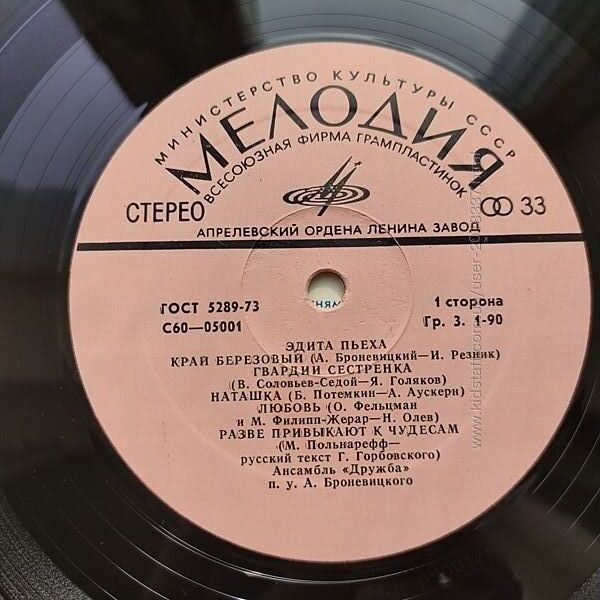 МИНИСТЕРСТВО КУЛЬТУРЫ СССР
МЕЛОДИЯ
ВСЕСОЮЗНАЯ ФИРМА ГРАМПЛАСТИНОК
СТЕРЕО
33
АПРЕЛЕВСКИЙ ОРДЕНА ЛЕНИНА ЗАВОД
ГОСТ 5289-73
С60—05001
1 сторона
Гр. 3. 1-90
ЭДИТА ПЬЕХА
КРАЙ БЕРЕЗОВЫЙ (А. Броневицкий—И. Резник)
ГВАРДИИ СЕСТРЕНКА
(В. Соловьев-Седой—Я. Голяков)
НАТАШКА (Б. Потемкин—А. Аускерн)
ЛЮБОВЬ (О. Фельцман
и М. Филипп-Жерар—Н. Олев)
РАЗВЕ ПРИВЫКАЮТ К ЧУДЕСАМ
(М. Польнарефф—
русский текст Г. Горбовского)
Ансамбль «Дружба»
п. у. А. Броневицкого